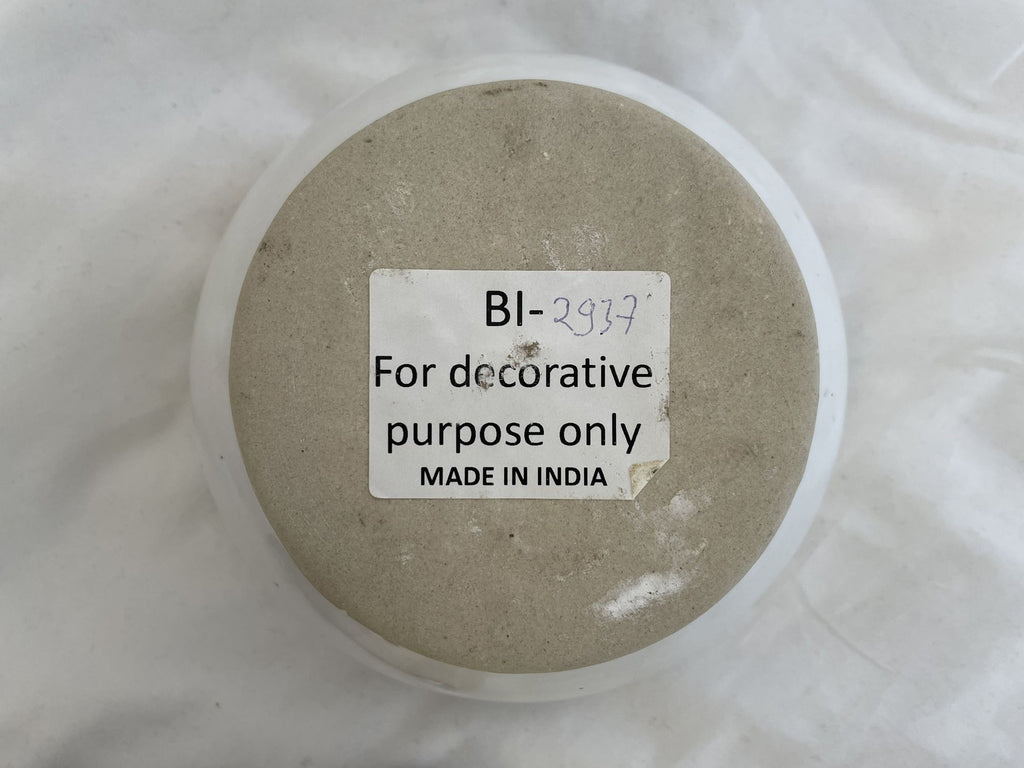 BI-2937
For decorative
purpose only
MADE IN INDIA